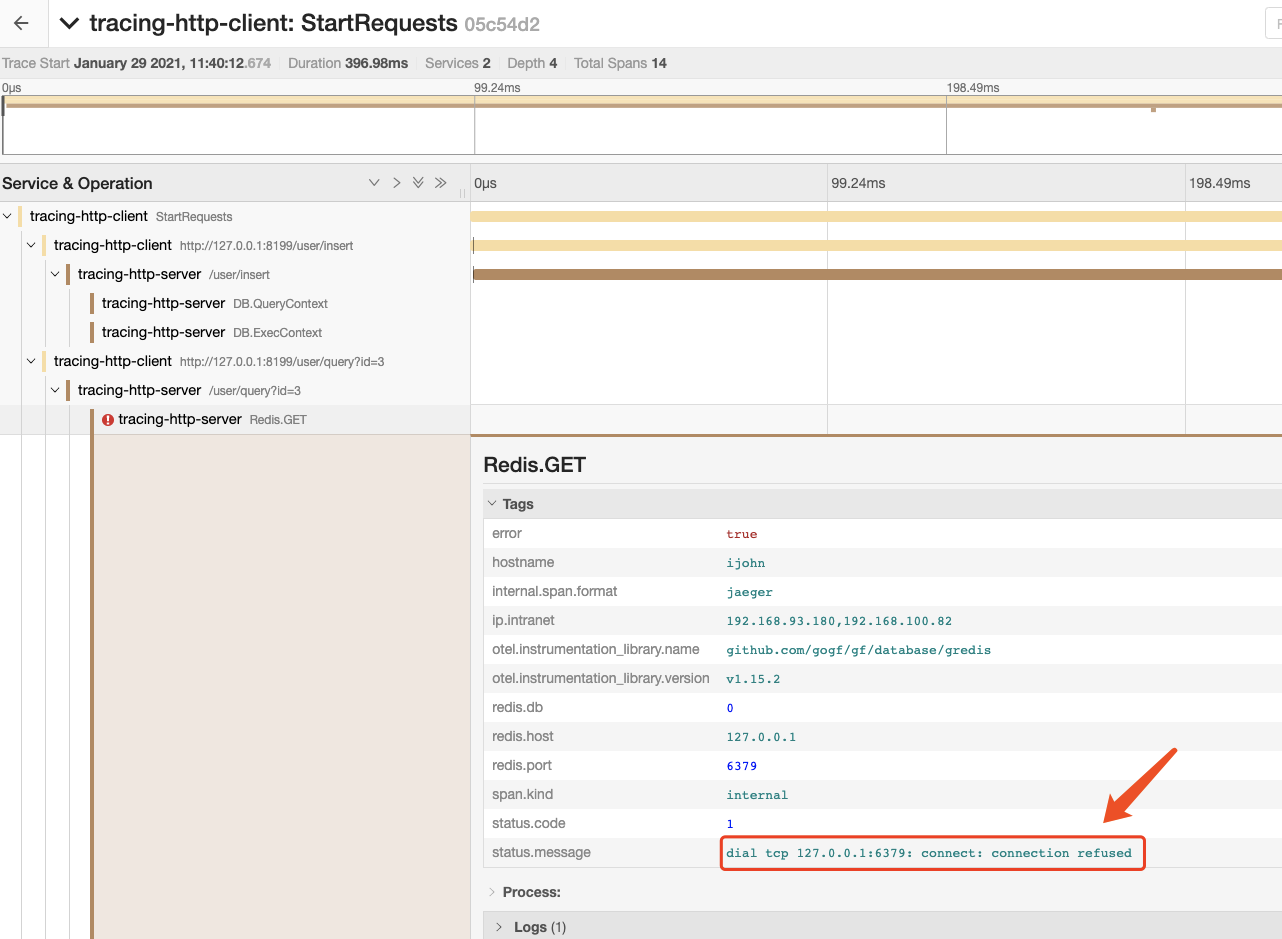 tracing-http-client: StartRequests 05c54d2
Trace Start January 29 2021, 11:40:12.674 Duration 396.98ms Services 2 Depth 4 Total Spans 14
0µs 99.24ms 198.49ms
Service & Operation 0µs 99.24ms 198.49ms
tracing-http-client StartRequests
tracing-http-client http://127.0.0.1:8199/user/insert
tracing-http-server /user/insert
tracing-http-server DB.QueryContext
tracing-http-server DB.ExecContext
tracing-http-client http://127.0.0.1:8199/user/query?id=3
tracing-http-server /user/query?id=3
tracing-http-server Redis.GET
Redis.GET
Tags
error true
hostname ijohn
internal.span.format jaeger
ip.intranet 192.168.93.180,192.168.100.82
otel.instrumentation_library.name github.com/gogf/gf/database/gredis
otel.instrumentation_library.version v1.15.2
redis.db 0
redis.host 127.0.0.1
redis.port 6379
span.kind internal
status.code 1
status.message dial tcp 127.0.0.1:6379: connect: connection refused
Process:
Logs (1)